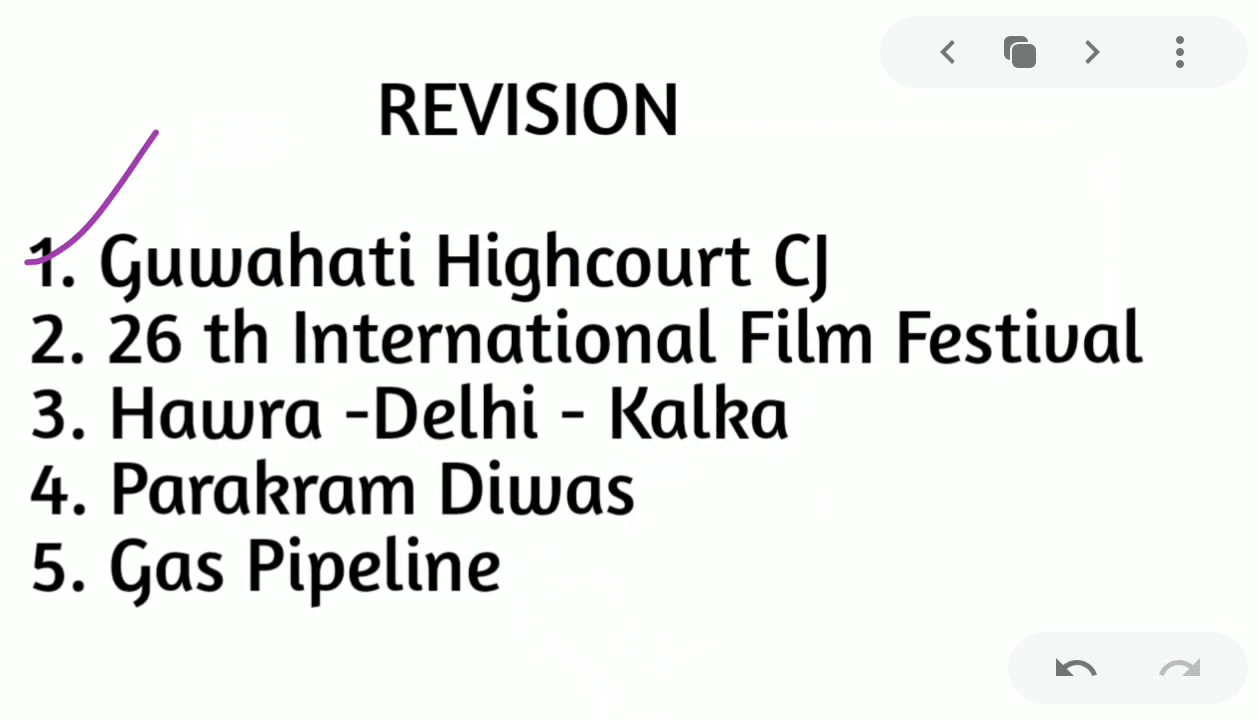 REVISION
1. Guwahati Highcourt CJ
2. 26 th International Film Festival
3. Hawra -Delhi - Kalka
4. Parakram Diwas
5. Gas Pipeline